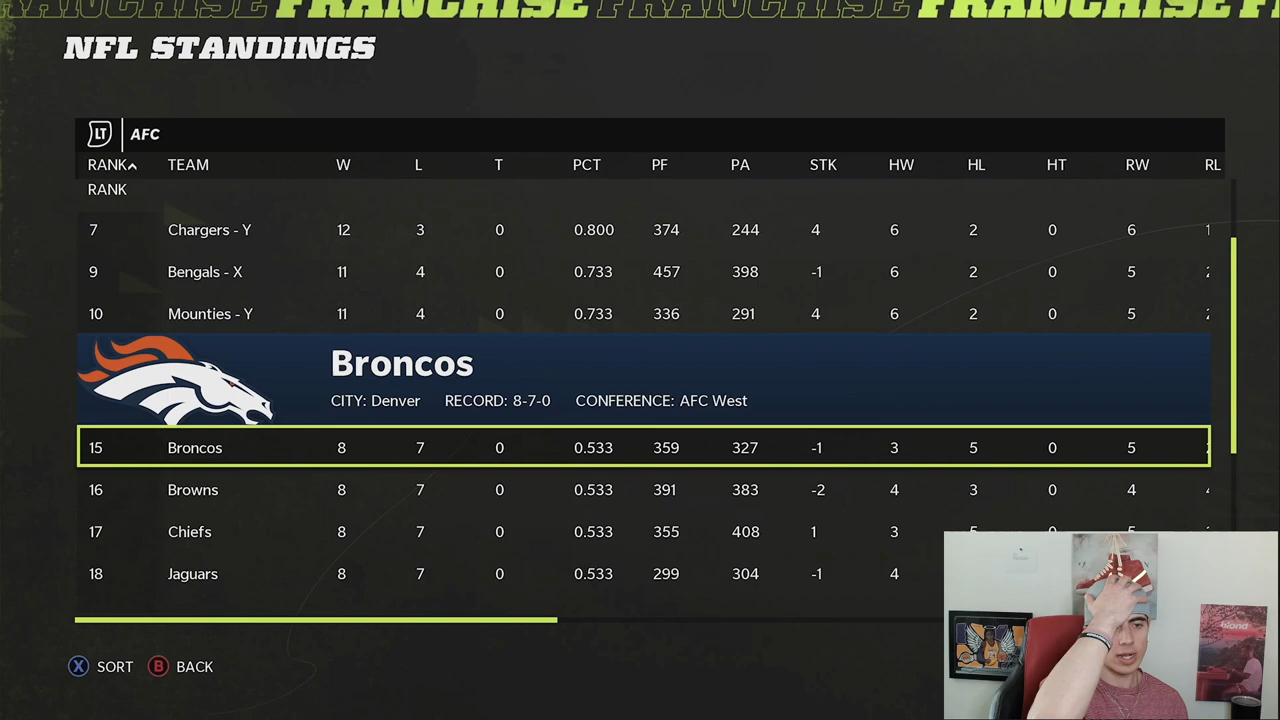 FRANCHISE FRANCHISE FRANCHISE FRANCHISE
NFL STANDINGS
LT AFC
RANK TEAM W L T PCT PF PA STK HW HL HT RW RL
RANK
7 Chargers - Y 12 3 0 0.800 374 244 4 6 2 0 6
9 Bengals - X 11 4 0 0.733 457 398 -1 6 2 0 5
10 Mounties - Y 11 4 0 0.733 336 291 4 6 2 0 5
Broncos
CITY: Denver RECORD: 8-7-0 CONFERENCE: AFC West
15 Broncos 8 7 0 0.533 359 327 -1 3 5 0 5
16 Browns 8 7 0 0.533 391 383 -2 4 3 0 4
17 Chiefs 8 7 0 0.533 355 408 1 3
18 Jaguars 8 7 0 0.533 299 304 -1 4
X SORT B BACK
blond